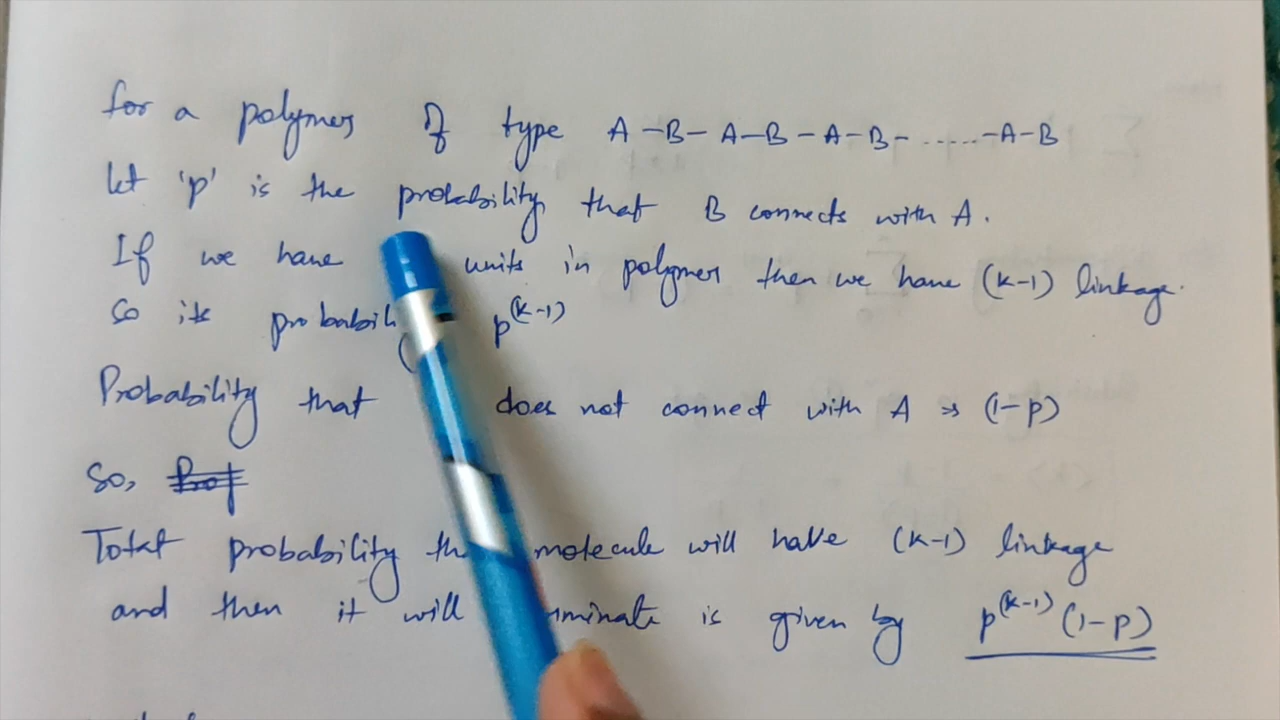 for a polymer of type A-B-A-B-A-B-......-A-B
let 'p' is the probability that B connects with A.
If we have units in polymer then we have (k-1) linkage.
So its p^(k-1)
Probability that does not connect with A => (1-p)
So,
Total probability molecule will have (k-1) linkage
and then it will is given by p^(k-1) (1-p)